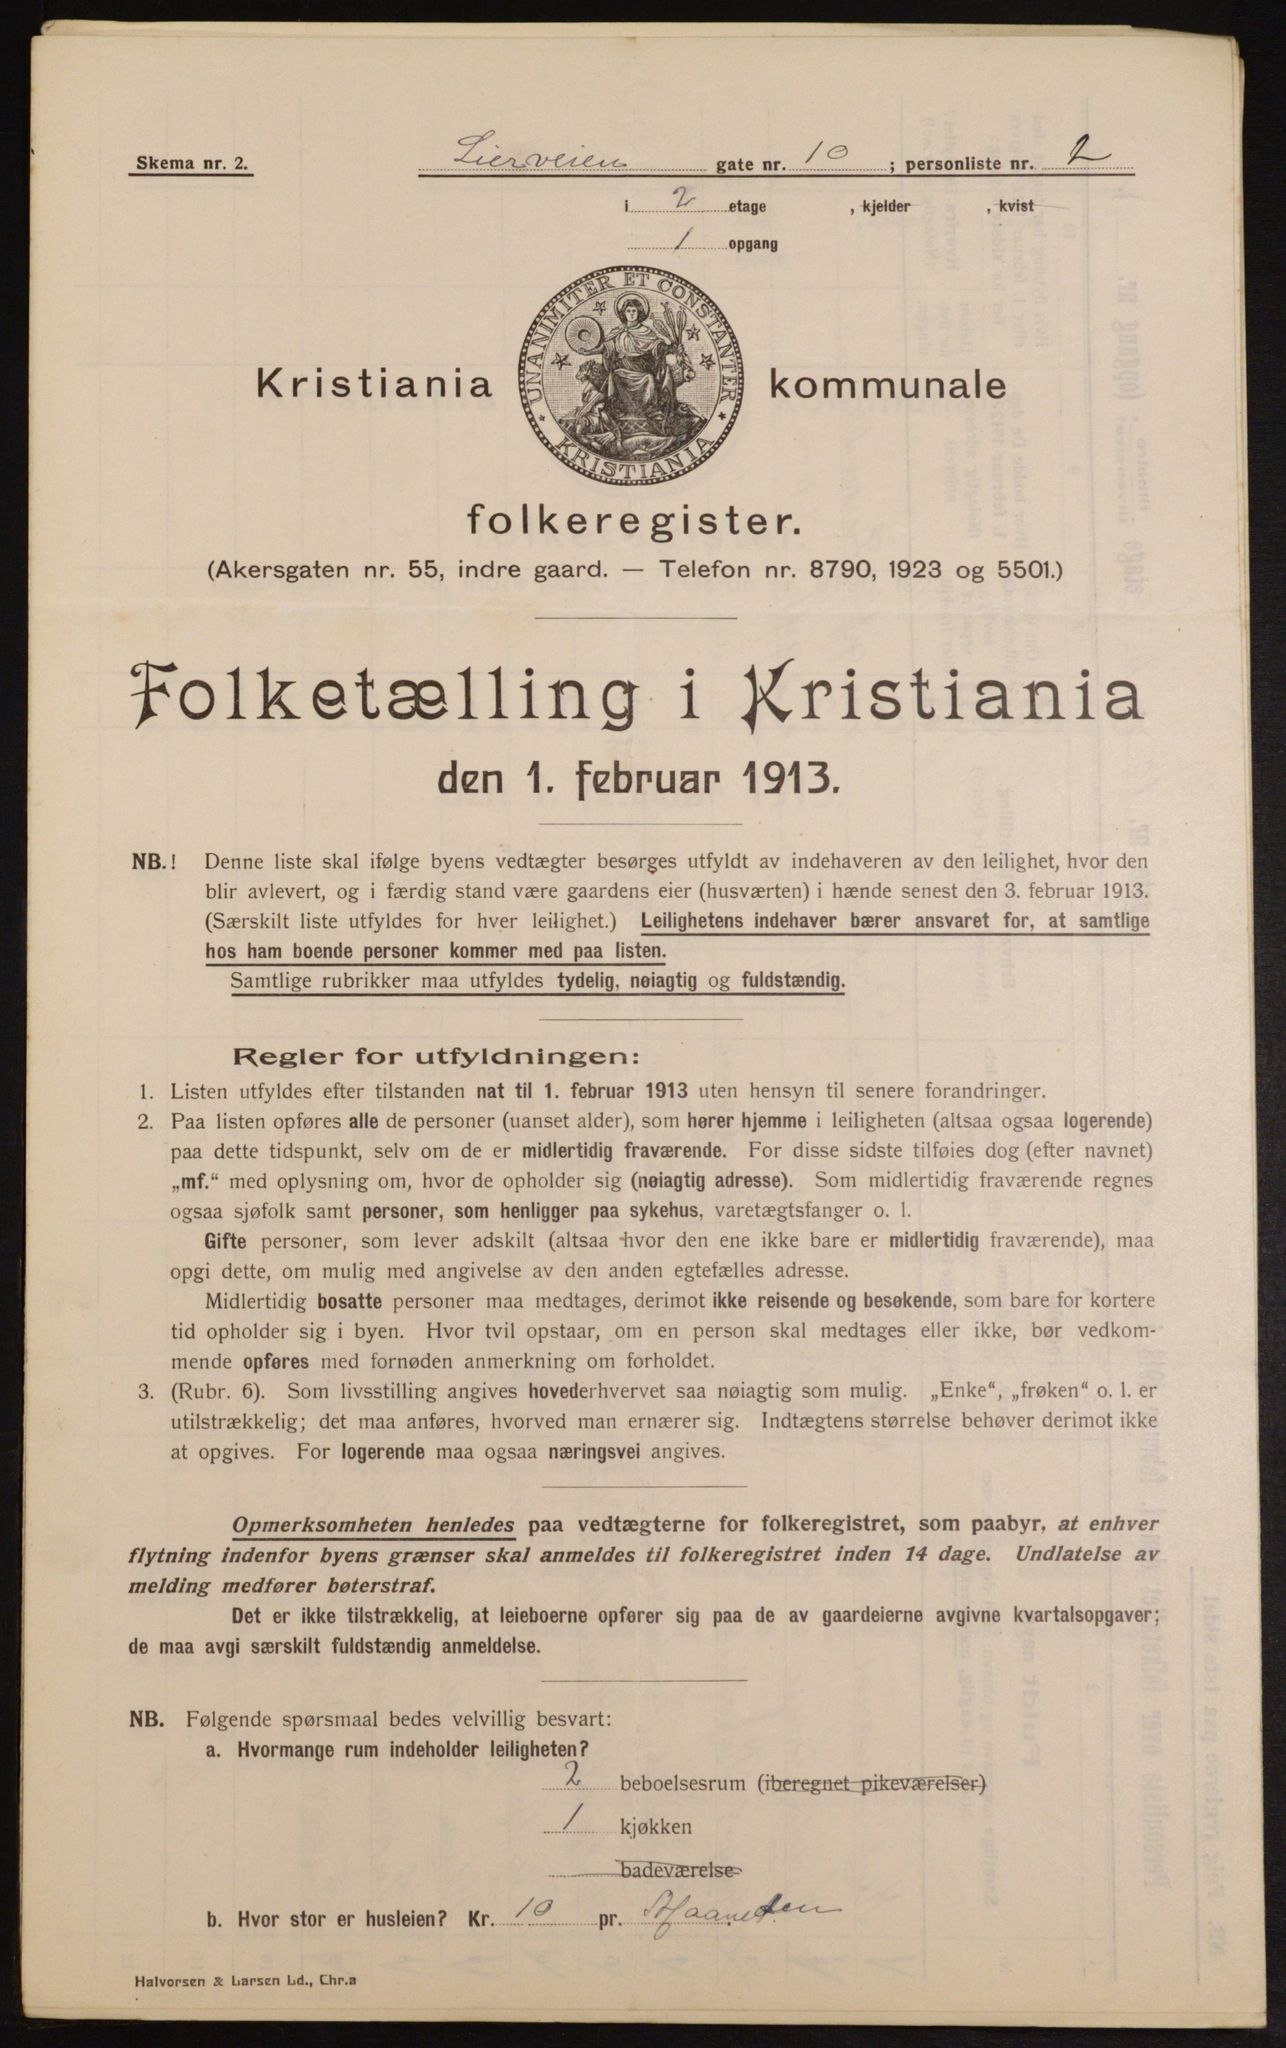 Skema nr. 2.
Lierveien gate nr. 10 ; personliste nr. 2
i 2 etage , kjelder , kvist
1 opgang
UNANIMITER ET CONSTANTER
KRISTIANIA
Kristiania kommunale
folkeregister.
(Akersgaten nr. 55, indre gaard. — Telefon nr. 8790, 1923 og 5501.)
Folketælling i Kristiania
den 1. februar 1913.
NB.! Denne liste skal ifølge byens vedtægter besørges utfyldt av indehaveren av den leilighet, hvor den
blir avlevert, og i færdig stand være gaardens eier (husværten) i hænde senest den 3. februar 1913.
(Særskilt liste utfyldes for hver leilighet.) Leilighetens indehaver bærer ansvaret for, at samtlige
hos ham boende personer kommer med paa listen.
Samtlige rubrikker maa utfyldes tydelig, nøiagtig og fuldstændig.
Regler for utfyldningen:
1. Listen utfyldes efter tilstanden nat til 1. februar 1913 uten hensyn til senere forandringer.
2. Paa listen opføres alle de personer (uanset alder), som hører hjemme i leiligheten (altsaa ogsaa logerende)
paa dette tidspunkt, selv om de er midlertidig fraværende. For disse sidste tilføies dog (efter navnet)
„mf.“ med oplysning om, hvor de opholder sig (nøiagtig adresse). Som midlertidig fraværende regnes
ogsaa sjøfolk samt personer, som henligger paa sykehus, varetægtsfanger o. l.
Gifte personer, som lever adskilt (altsaa hvor den ene ikke bare er midlertidig fraværende), maa
opgi dette, om mulig med angivelse av den anden egtefælles adresse.
Midlertidig bosatte personer maa medtages, derimot ikke reisende og besøkende, som bare for kortere
tid opholder sig i byen. Hvor tvil opstaar, om en person skal medtages eller ikke, bør vedkom-
mende opføres med fornøden anmerkning om forholdet.
3. (Rubr. 6). Som livsstilling angives hovederhvervet saa nøiagtig som mulig. „Enke“, „frøken“ o. l. er
utilstrækkelig; det maa anføres, hvorved man ernærer sig. Indtægtens størrelse behøver derimot ikke
at opgives. For logerende maa ogsaa næringsvei angives.
Opmerksomheten henledes paa vedtægterne for folkeregistret, som paabyr, at enhver
flytning indenfor byens grænser skal anmeldes til folkeregistret inden 14 dage. Undlatelse av
melding medfører bøterstraf.
Det er ikke tilstrækkelig, at leieboerne opfører sig paa de av gaardeierne avgivne kvartalsopgaver;
de maa avgi særskilt fuldstændig anmeldelse.
NB. Følgende spørsmaal bedes velvillig besvart:
a. Hvormange rum indeholder leiligheten?
2 beboelsesrum (iberegnet pikeværelser)
1 kjøkken
badeværelse
b. Hvor stor er husleien? Kr. 10 pr. Maaneden
Halvorsen & Larsen Ld., Chr.a